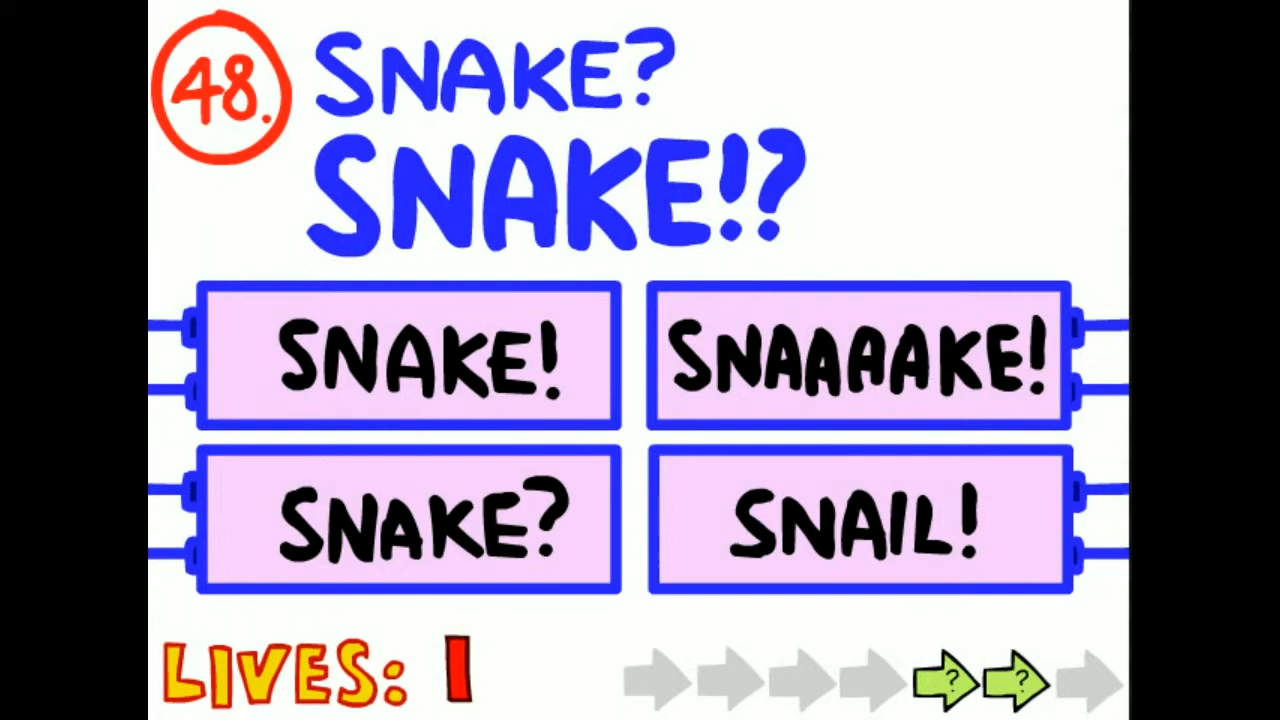 48. SNAKE?
SNAKE!?
SNAKE!
SNAAAAKE!
SNAKE?
SNAIL!
LIVES: 1
? ?